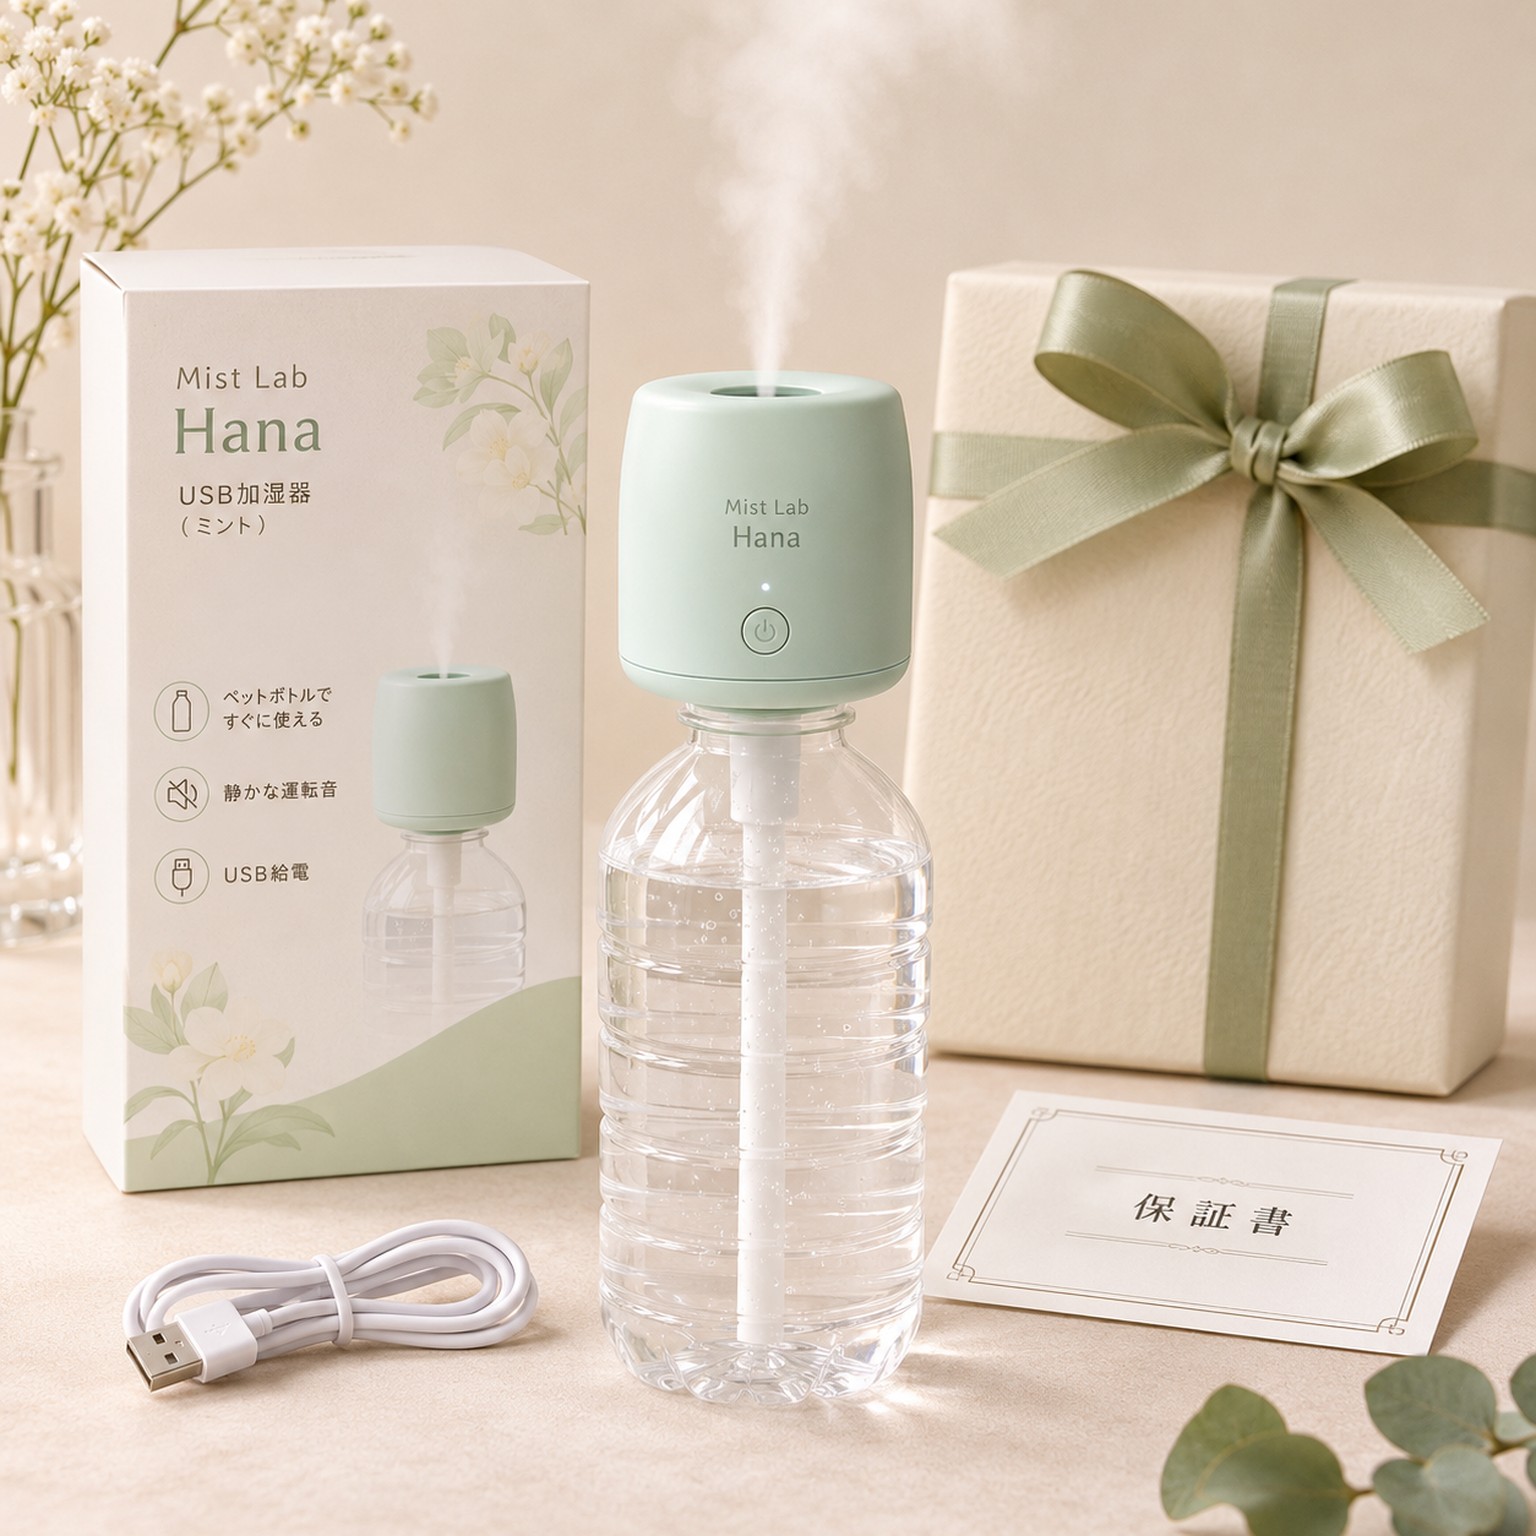 Mist Lab
Hana
USB加湿器
(ミント)
ペットボトルで
すぐに使える
静かな運転音
USB給電
Mist Lab
Hana
保証書